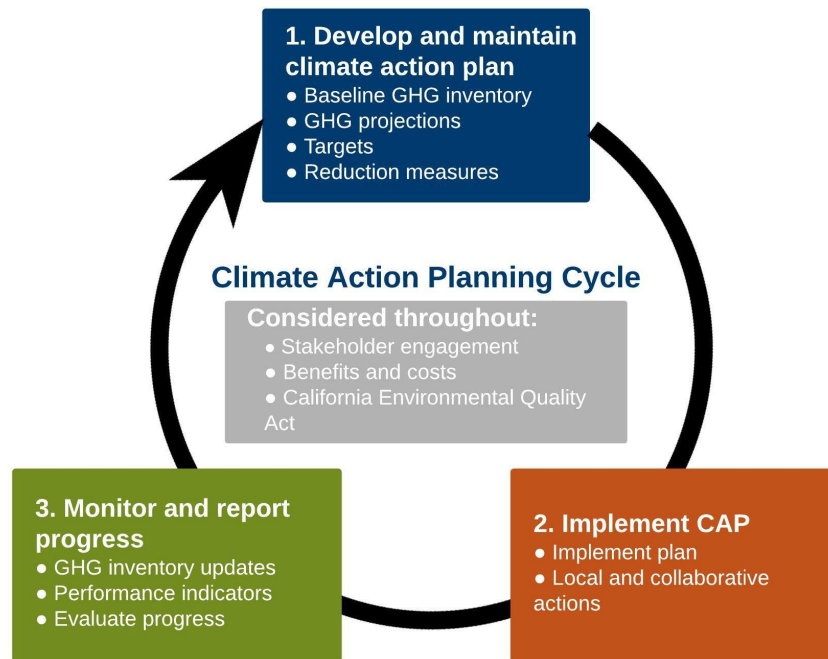 1. Develop and maintain
climate action plan
● Baseline GHG inventory
● GHG projections
● Targets
● Reduction measures
Climate Action Planning Cycle
Considered throughout:
● Stakeholder engagement
● Benefits and costs
● California Environmental Quality
Act
2. Implement CAP
● Implement plan
● Local and collaborative
actions
3. Monitor and report
progress
● GHG inventory updates
● Performance indicators
● Evaluate progress